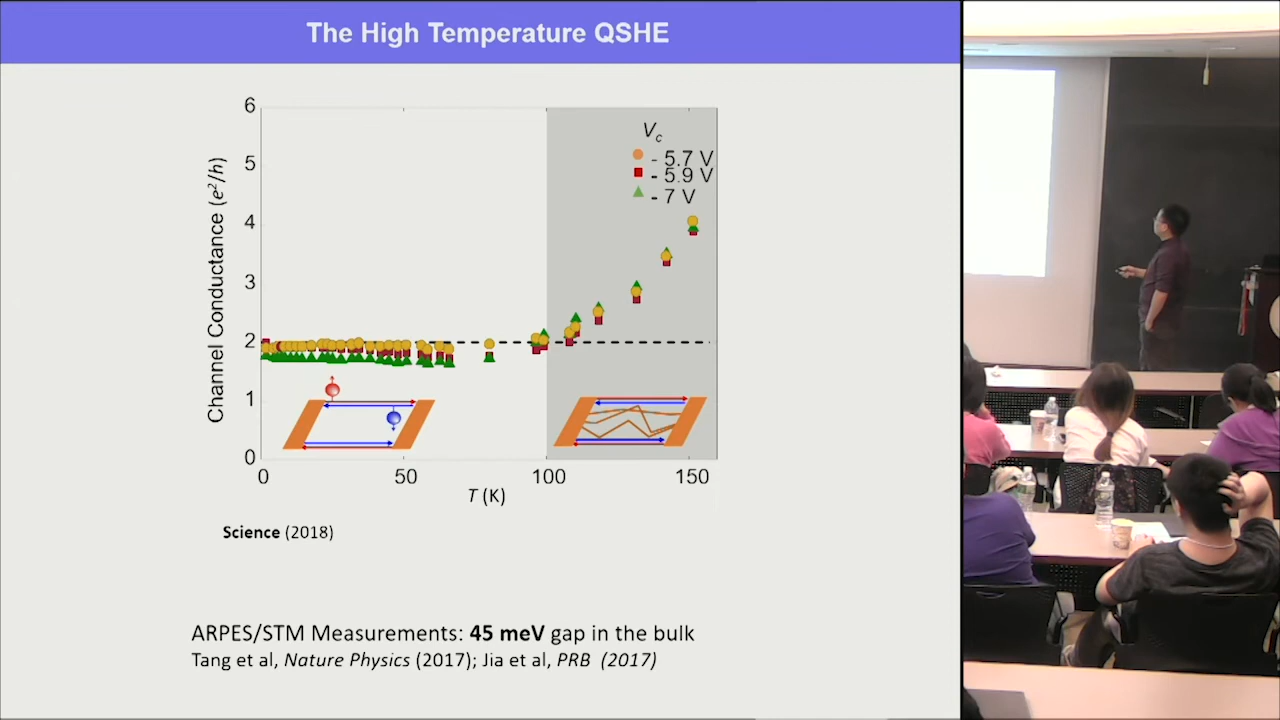 The High Temperature QSHE
6
5
4
3
2
1
0
Channel Conductance (e²/h)
Vc
- 5.7 V
- 5.9 V
- 7 V
0 50 100 150
T (K)
Science (2018)
ARPES/STM Measurements: 45 meV gap in the bulk
Tang et al, Nature Physics (2017); Jia et al, PRB (2017)